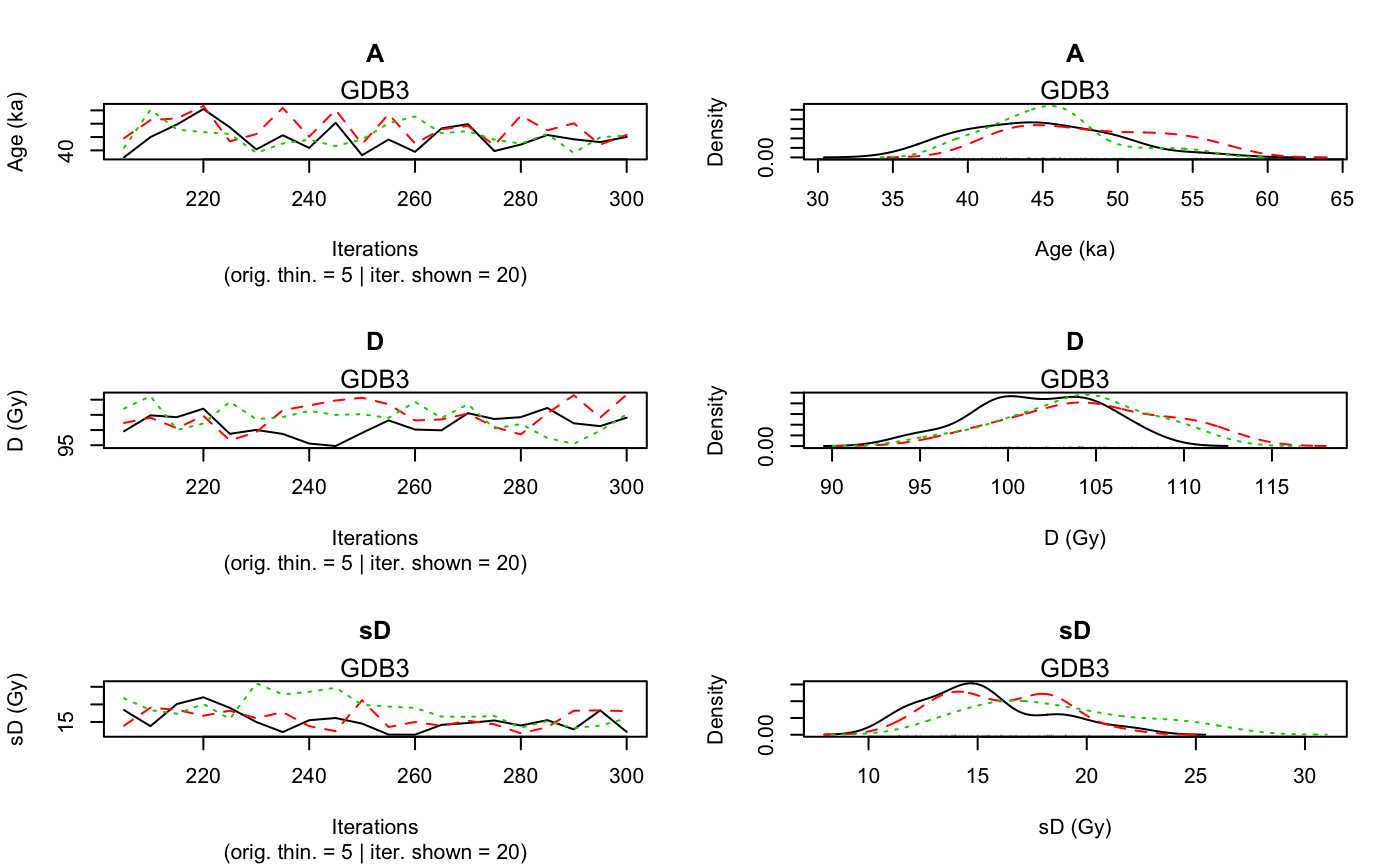 A
GDB3
Age (ka)
40
220 240 260 280 300
Iterations
(orig. thin. = 5 | iter. shown = 20)
A
GDB3
Density
0.00
30 35 40 45 50 55 60 65
Age (ka)
D
GDB3
D (Gy)
95
220 240 260 280 300
Iterations
(orig. thin. = 5 | iter. shown = 20)
D
GDB3
Density
0.00
90 95 100 105 110 115
D (Gy)
sD
GDB3
sD (Gy)
15
220 240 260 280 300
Iterations
(orig. thin. = 5 | iter. shown = 20)
sD
GDB3
Density
0.00
10 15 20 25 30
sD (Gy)